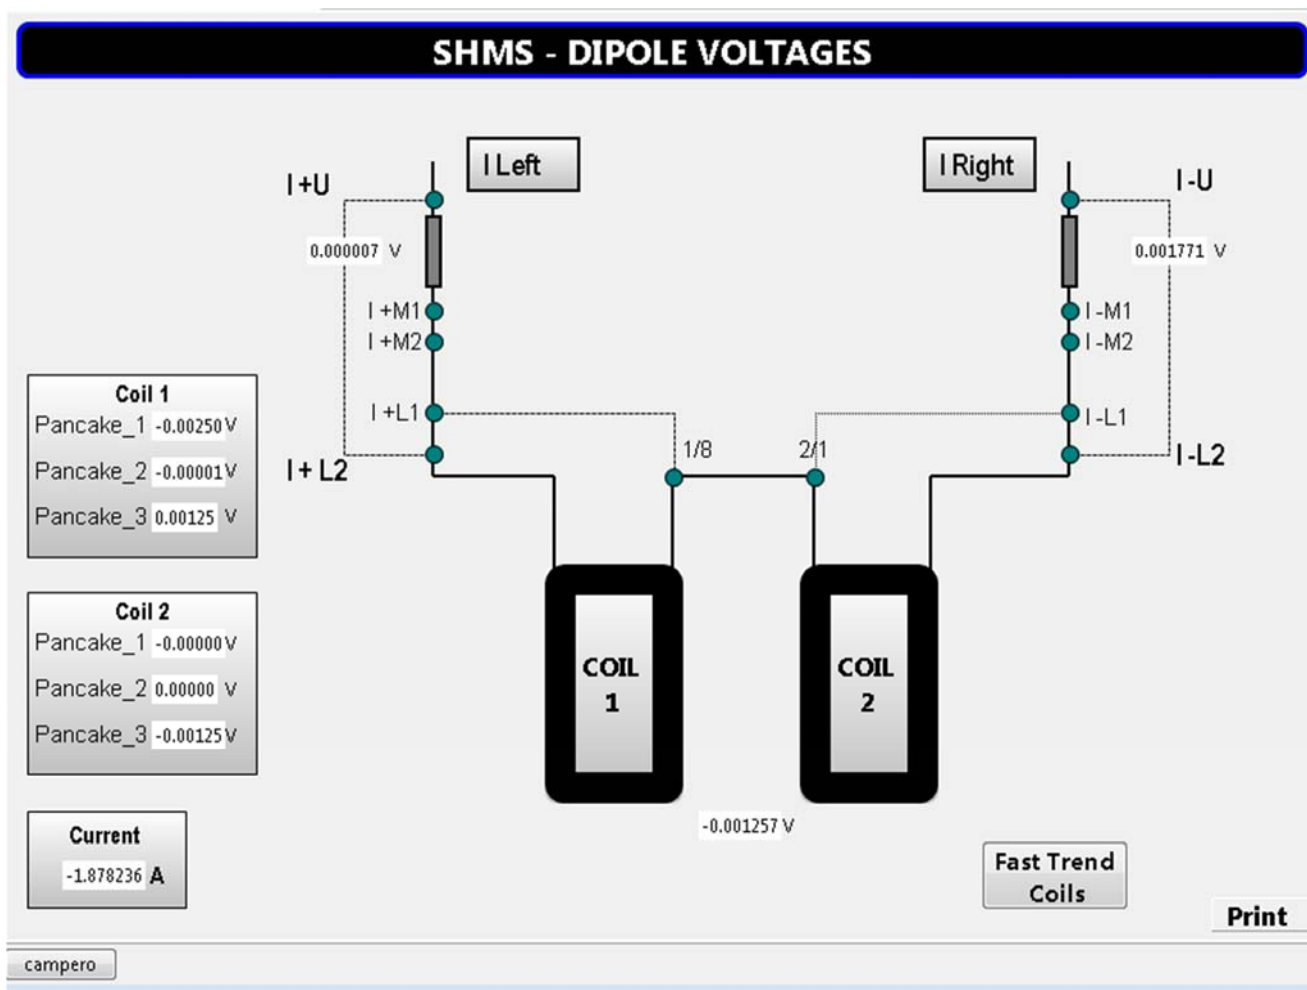 SHMS - DIPOLE VOLTAGES
I Left
I Right
I +U
I -U
0.000007 V
0.001771 V
I +M1
I -M1
I +M2
I -M2
Coil 1
Pancake_1 -0.00250 V
Pancake_2 -0.00001 V
Pancake_3 0.00125 V
I +L1
I -L1
1/8
2/1
I + L2
I -L2
Coil 2
Pancake_1 -0.00000 V
Pancake_2 0.00000 V
Pancake_3 -0.00125 V
COIL
1
COIL
2
-0.001257 V
Current
-1.878236 A
Fast Trend
Coils
Print
campero